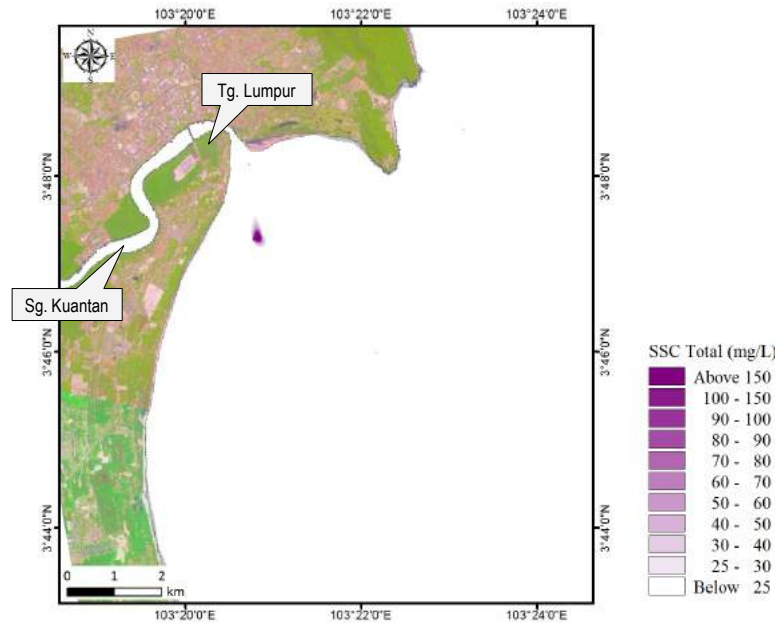 103°20'0"E 103°22'0"E 103°24'0"E
N
W E
S
Tg. Lumpur
3°48'0"N 3°48'0"N
Sg. Kuantan
3°46'0"N 3°46'0"N
SSC Total (mg/L)
Above 150
100 - 150
90 - 100
80 - 90
70 - 80
60 - 70
50 - 60
40 - 50
30 - 40
25 - 30
Below 25
3°44'0"N 3°44'0"N
0 1 2
km
103°20'0"E 103°22'0"E 103°24'0"E